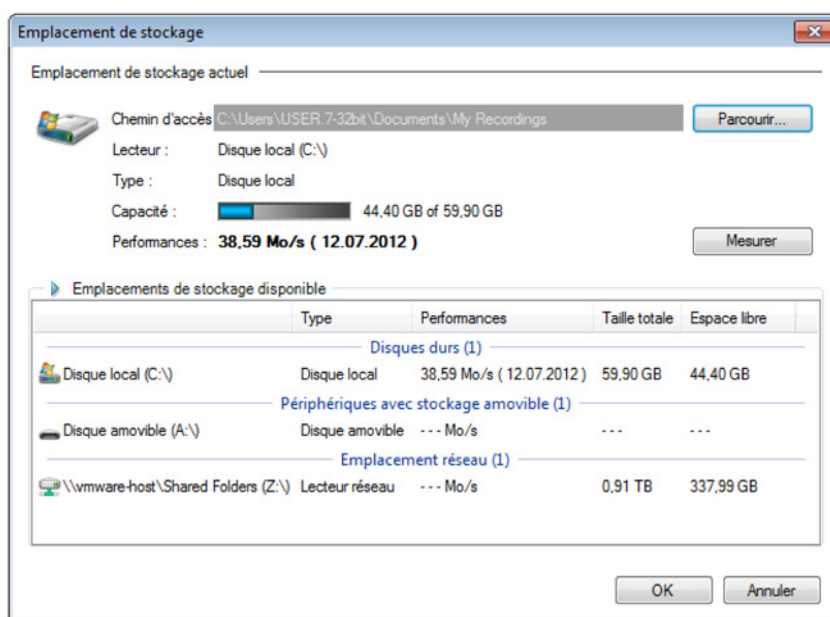 Emplacement de stockage
Emplacement de stockage actuel
Chemin d'accès C:\Users\USER.7-32bit\Documents\My Recordings Parcourir...
Lecteur : Disque local (C:\)
Type : Disque local
Capacité : 44,40 GB of 59,90 GB
Performances : 38,59 Mo/s ( 12.07.2012 ) Mesurer
Emplacements de stockage disponible
Type Performances Taille totale Espace libre
Disques durs (1)
Disque local (C:\) Disque local 38,59 Mo/s ( 12.07.2012 ) 59,90 GB 44,40 GB
Périphériques avec stockage amovible (1)
Disque amovible (A:\) Disque amovible - - - Mo/s - - - - - -
Emplacement réseau (1)
\\vmware-host\Shared Folders (Z:\) Lecteur réseau - - - Mo/s 0,91 TB 337,99 GB
OK Annuler